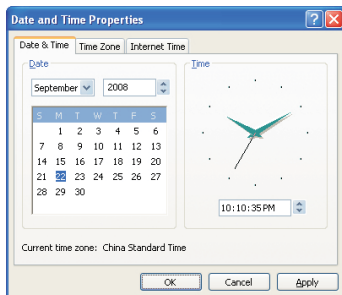 Date and Time Properties
Date & Time Time Zone Internet Time
Date
September 2008
S M T W T F S
1 2 3 4 5 6
7 8 9 10 11 12 13
14 15 16 17 18 19 20
21 22 23 24 25 26 27
28 29 30
Time
10:10:35 PM
Current time zone: China Standard Time
OK Cancel Apply